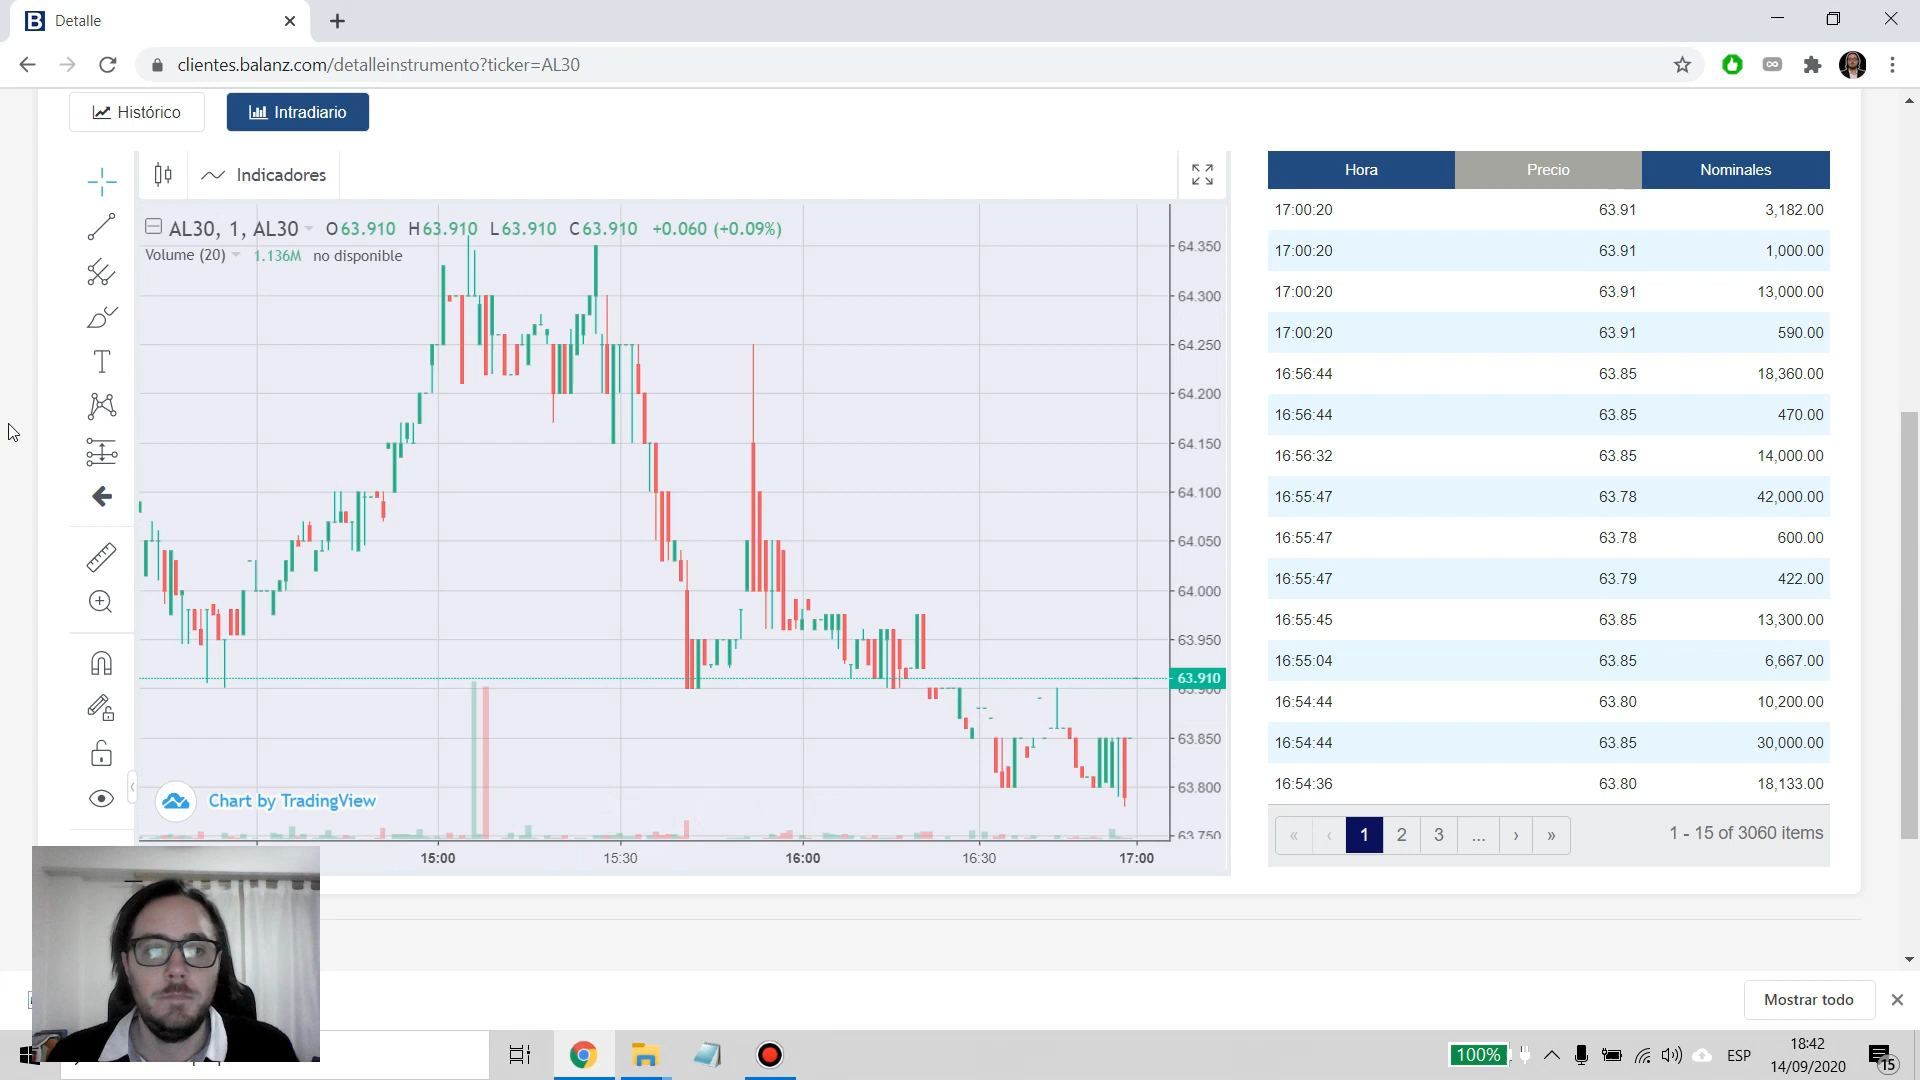 Detalle
clientes.balanz.com/detalleinstrumento?ticker=AL30
Histórico
Intradiario
Indicadores
AL30, 1, AL30 O63.910 H63.910 L63.910 C63.910 +0.060 (+0.09%)
Volume (20) 1.136M no disponible
64.350
64.300
64.250
64.200
64.150
64.100
64.050
64.000
63.950
63.910
63.900
63.850
63.800
63.750
Chart by TradingView
15:00 15:30 16:00 16:30 17:00
Hora Precio Nominales
17:00:20 63.91 3,182.00
17:00:20 63.91 1,000.00
17:00:20 63.91 13,000.00
17:00:20 63.91 590.00
16:56:44 63.85 18,360.00
16:56:44 63.85 470.00
16:56:32 63.85 14,000.00
16:55:47 63.78 42,000.00
16:55:47 63.78 600.00
16:55:47 63.79 422.00
16:55:45 63.85 13,300.00
16:55:04 63.85 6,667.00
16:54:44 63.80 10,200.00
16:54:44 63.85 30,000.00
16:54:36 63.80 18,133.00
« ‹ 1 2 3 ... › » 1 - 15 of 3060 items
Mostrar todo
100% ESP 18:42
14/09/2020
15